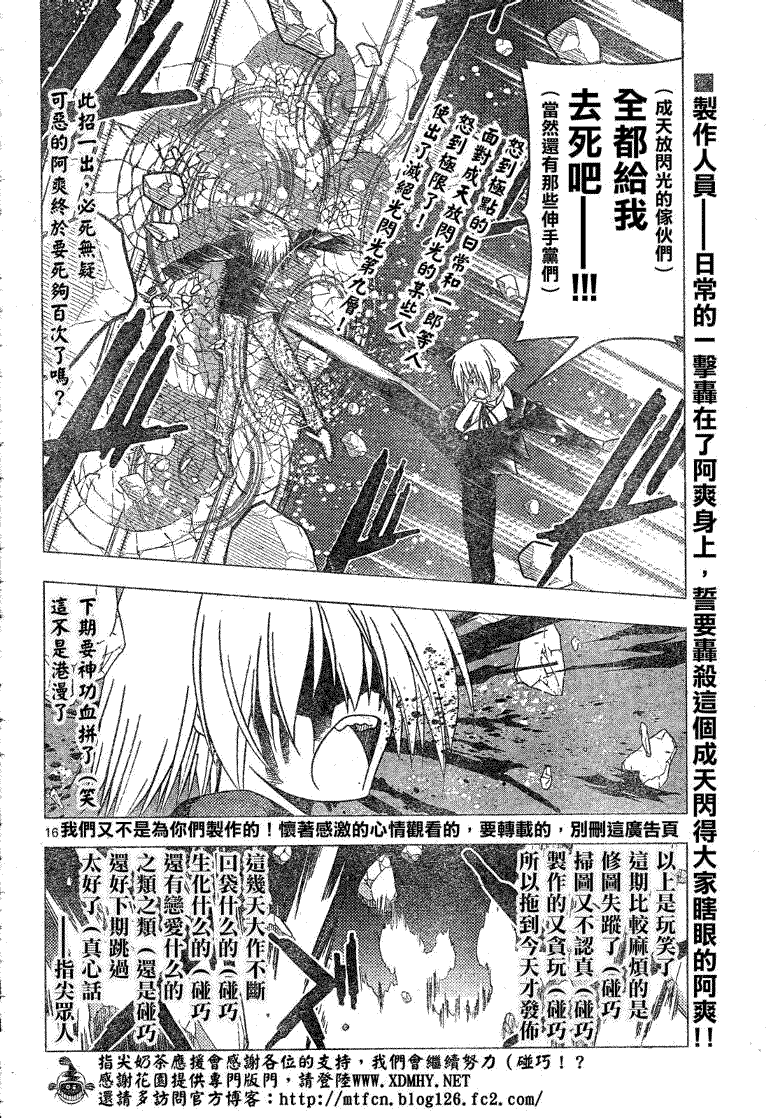 ■製作人員——日常的一擊轟在了阿爽身上，誓要轟殺這個成天閃得大家瞎眼的阿爽!!
（成天放閃光的傢伙們）
全都給我
去死吧——!!!
（當然還有那些伸手黨們）
怒到極點的日常和一郎等人
面對成天放閃光的某些人
怒到極限了！
使出了滅絕光閃光第九層！
此招一出，必死無疑
可惡的阿爽終於要死夠百次了嗎？
下期要神功血拼了（笑
這不是港漫了
16
我們又不是為你們製作的！懷著感激的心情觀看的，要轉載的，別刪這廣告頁
以上是玩笑了
這期比較麻煩的是
修圖失蹤了（碰巧
掃圖又不認真（碰巧
製作的又貪玩（碰巧
所以拖到今天才發佈
這幾天大作不斷
口袋什么的（碰巧
生化什么的（碰巧
還有戀愛什么的
之類之類（還是碰巧
還好下期跳過
太好了（真心話
——指尖眾人
指尖奶茶應援會感謝各位的支持，我們會繼續努力（碰巧！？
感謝花園提供專門版門，請登陸WWW.XDMHY.NET
還請多訪問官方博客：http://mtfcn.blog126.fc2.com/